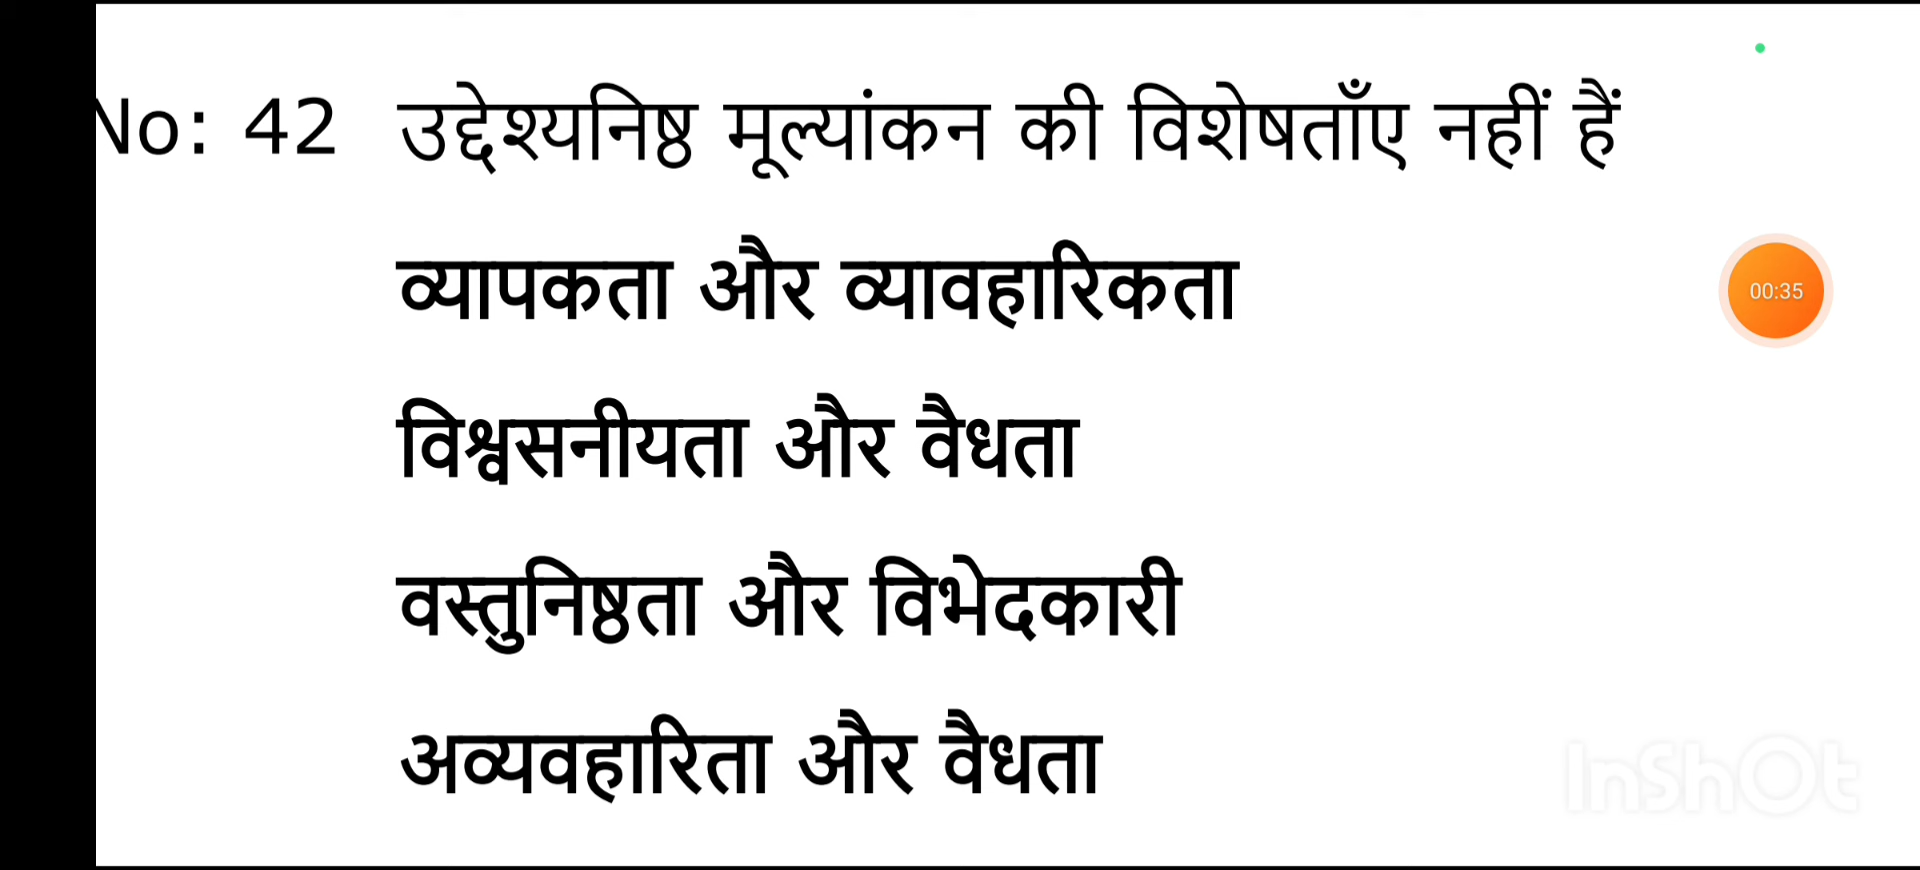 No: 42 उद्देश्यनिष्ठ मूल्यांकन की विशेषताएँ नहीं हैं
व्यापकता और व्यावहारिकता
00:35
विश्वसनीयता और वैधता
वस्तुनिष्ठता और विभेदकारी
अव्यवहारिता और वैधता
InShOt